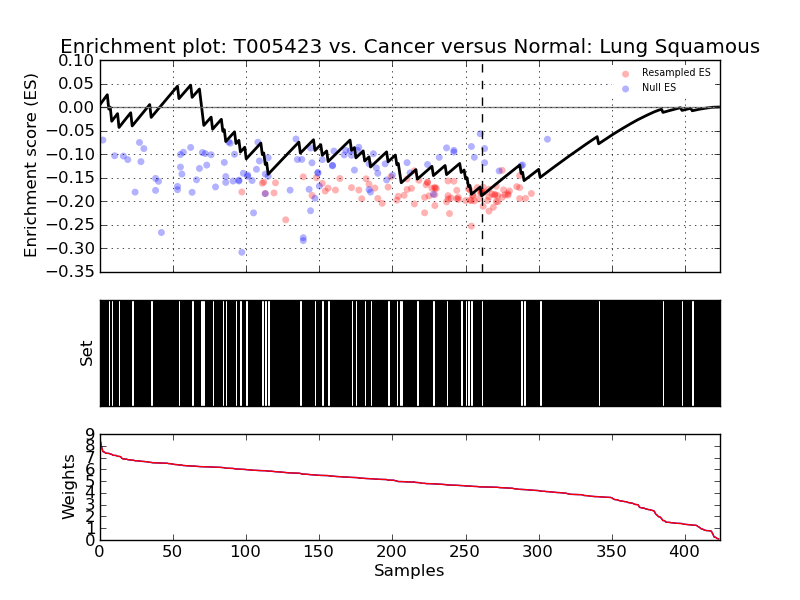 Enrichment plot: T005423 vs. Cancer versus Normal: Lung Squamous
0.10
0.05
0.00
−0.05
−0.10
−0.15
−0.20
−0.25
−0.30
−0.35
Enrichment score (ES)
Resampled ES
Null ES
Set
9
8
7
6
5
4
3
2
1
0
Weights
0 50 100 150 200 250 300 350 400
Samples